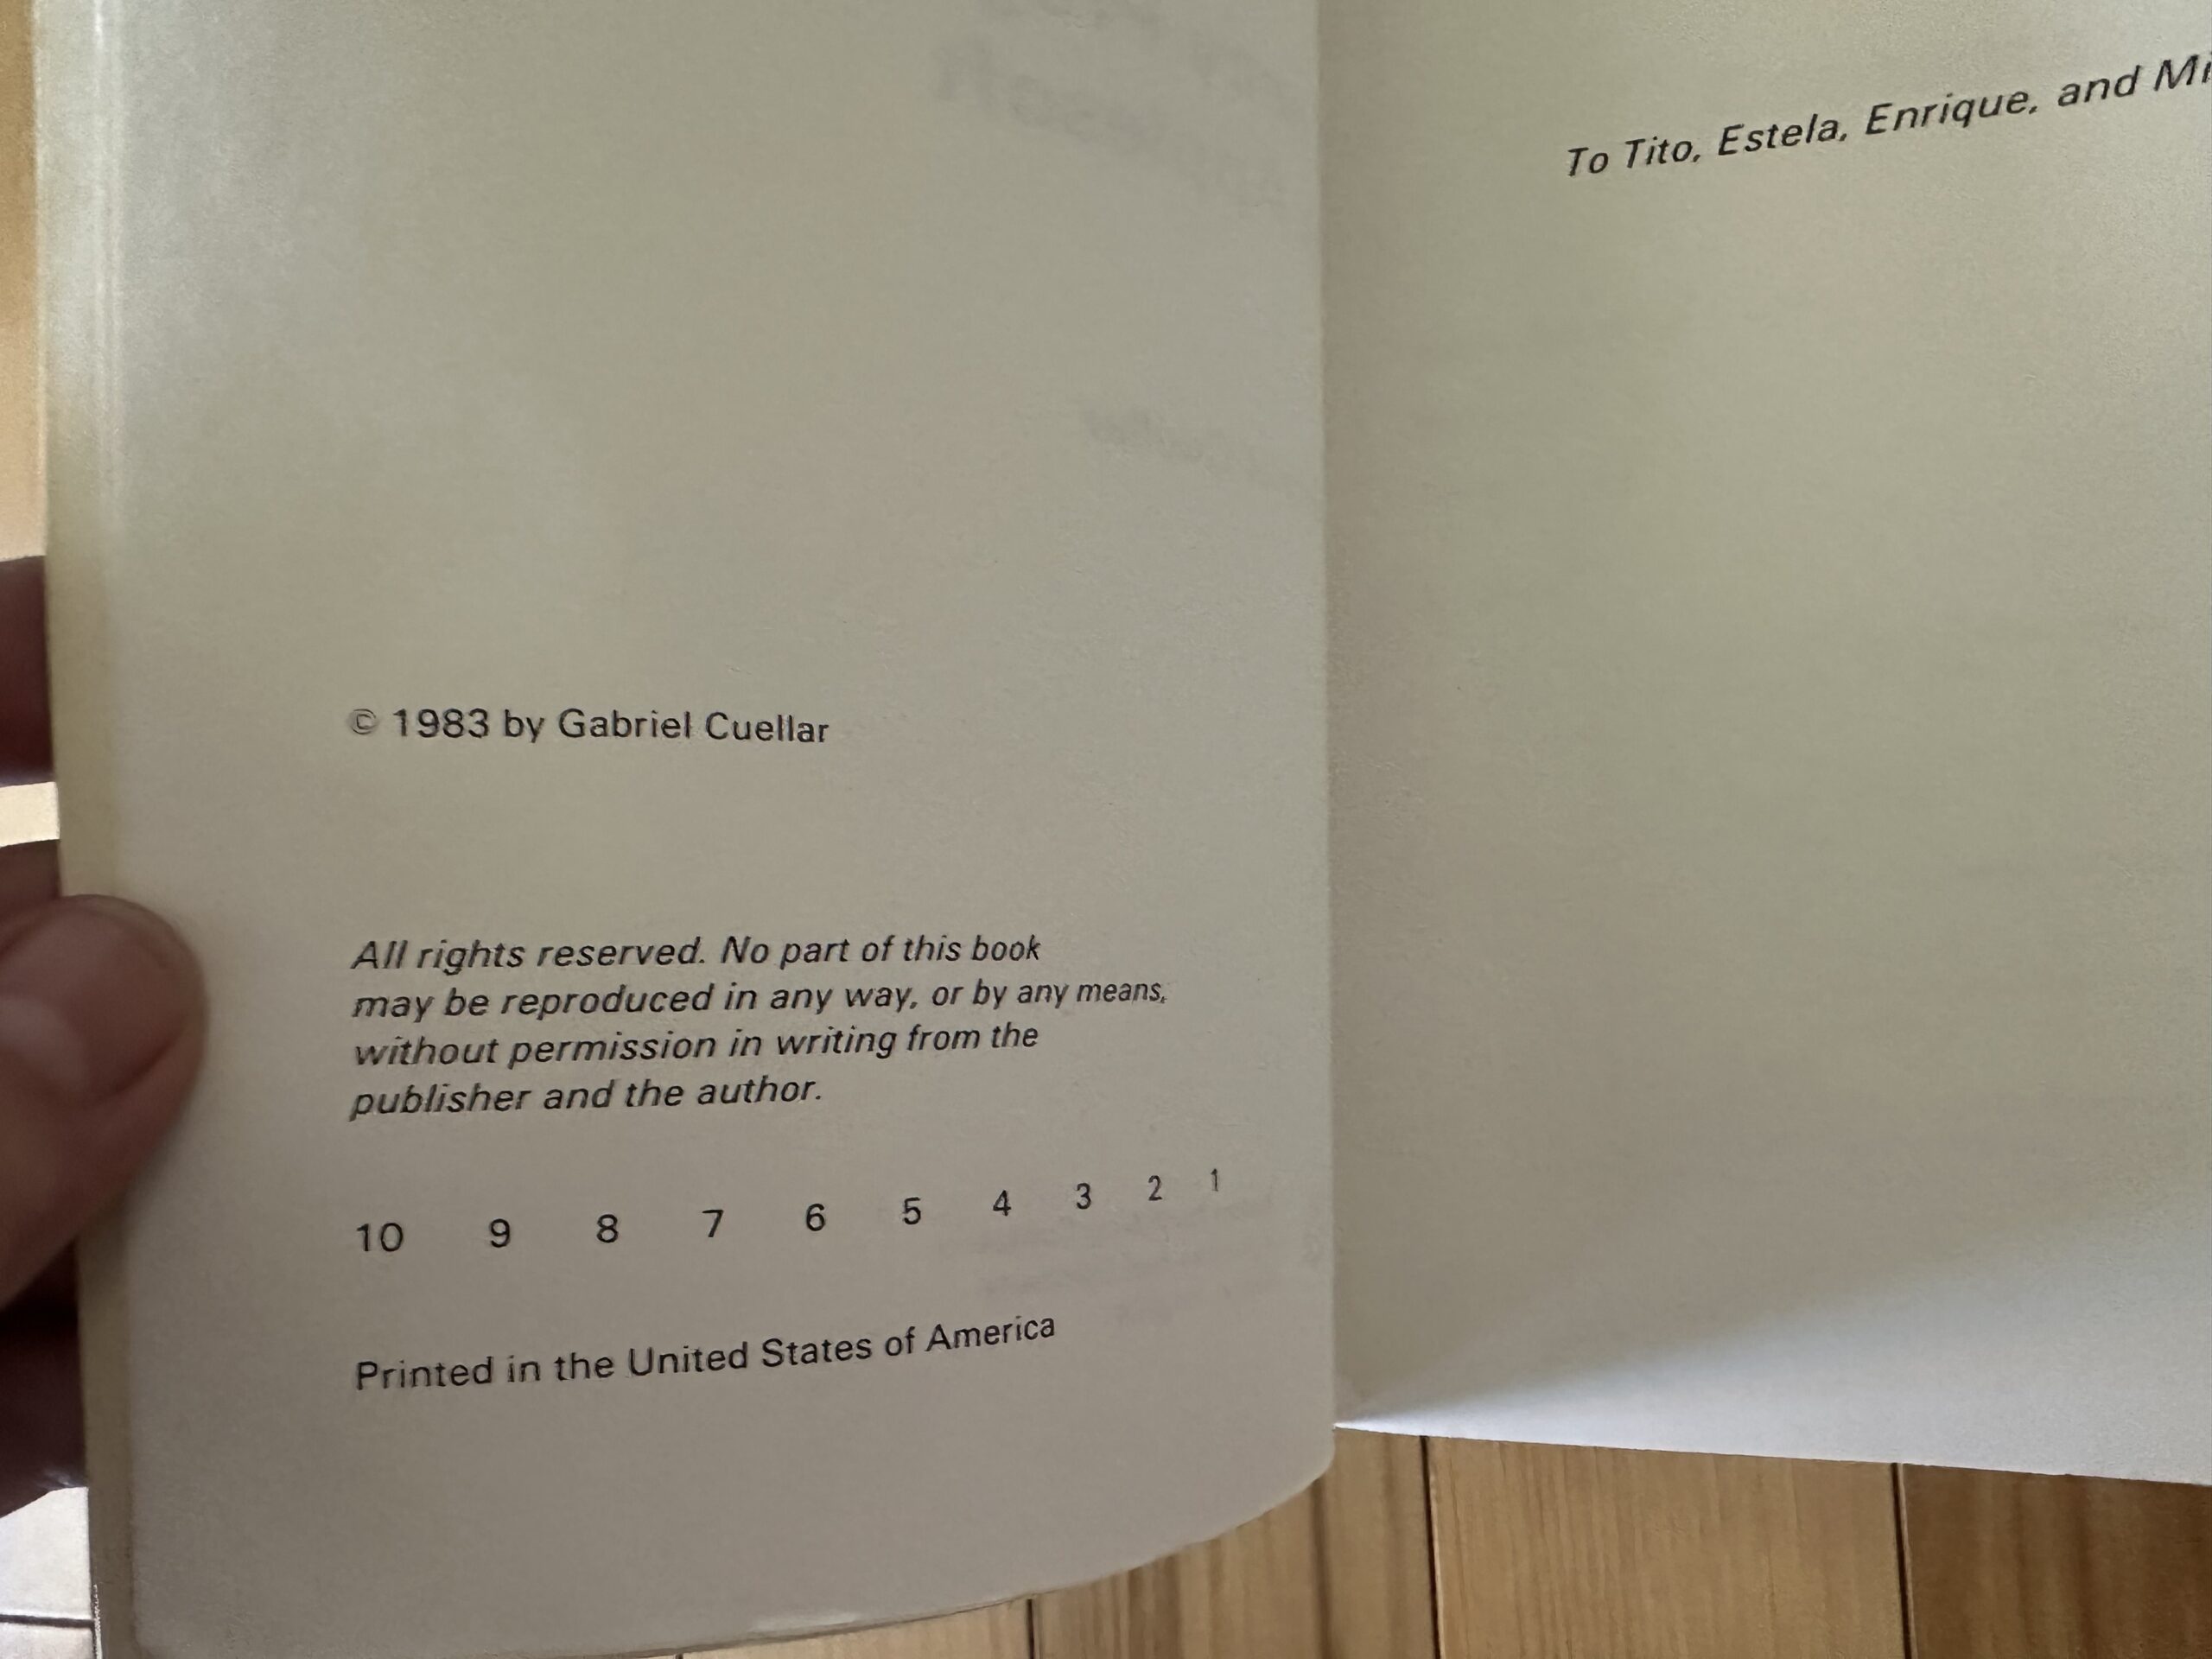 © 1983 by Gabriel Cuellar
All rights reserved. No part of this book
may be reproduced in any way, or by any means,
without permission in writing from the
publisher and the author.
10 9 8 7 6 5 4 3 2 1
Printed in the United States of America
To Tito, Estela, Enrique, and